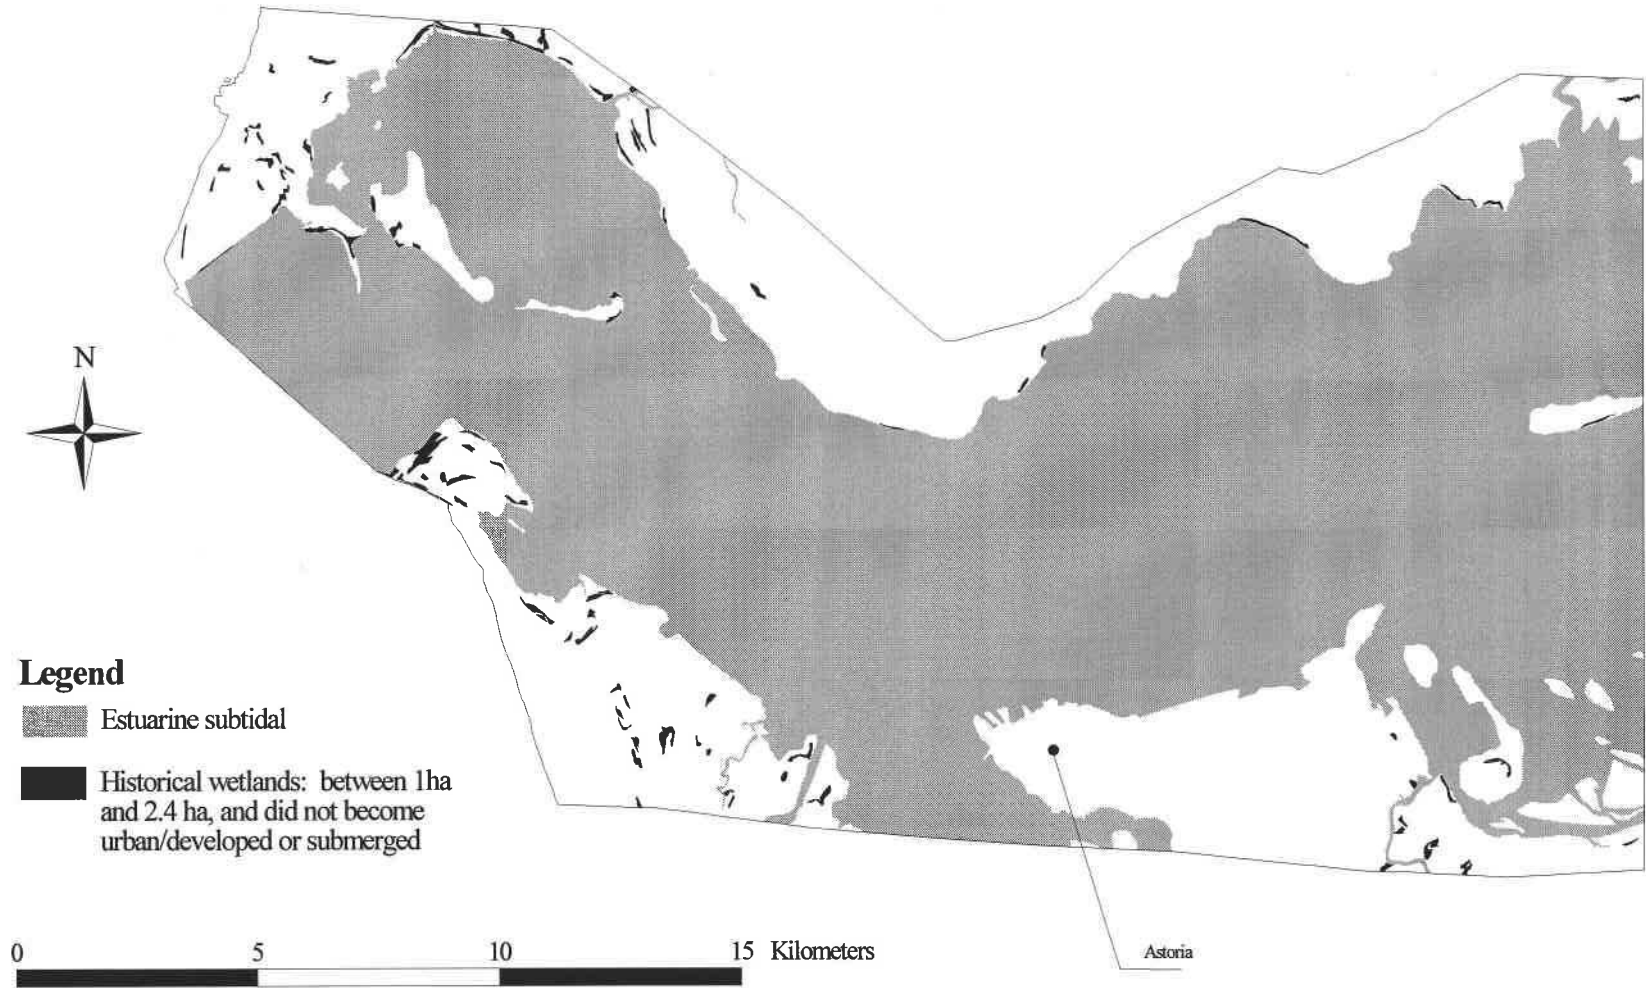 N
Legend
Estuarine subtidal
Historical wetlands: between 1ha
and 2.4 ha, and did not become
urban/developed or submerged
0 5 10 15 Kilometers
Astoria